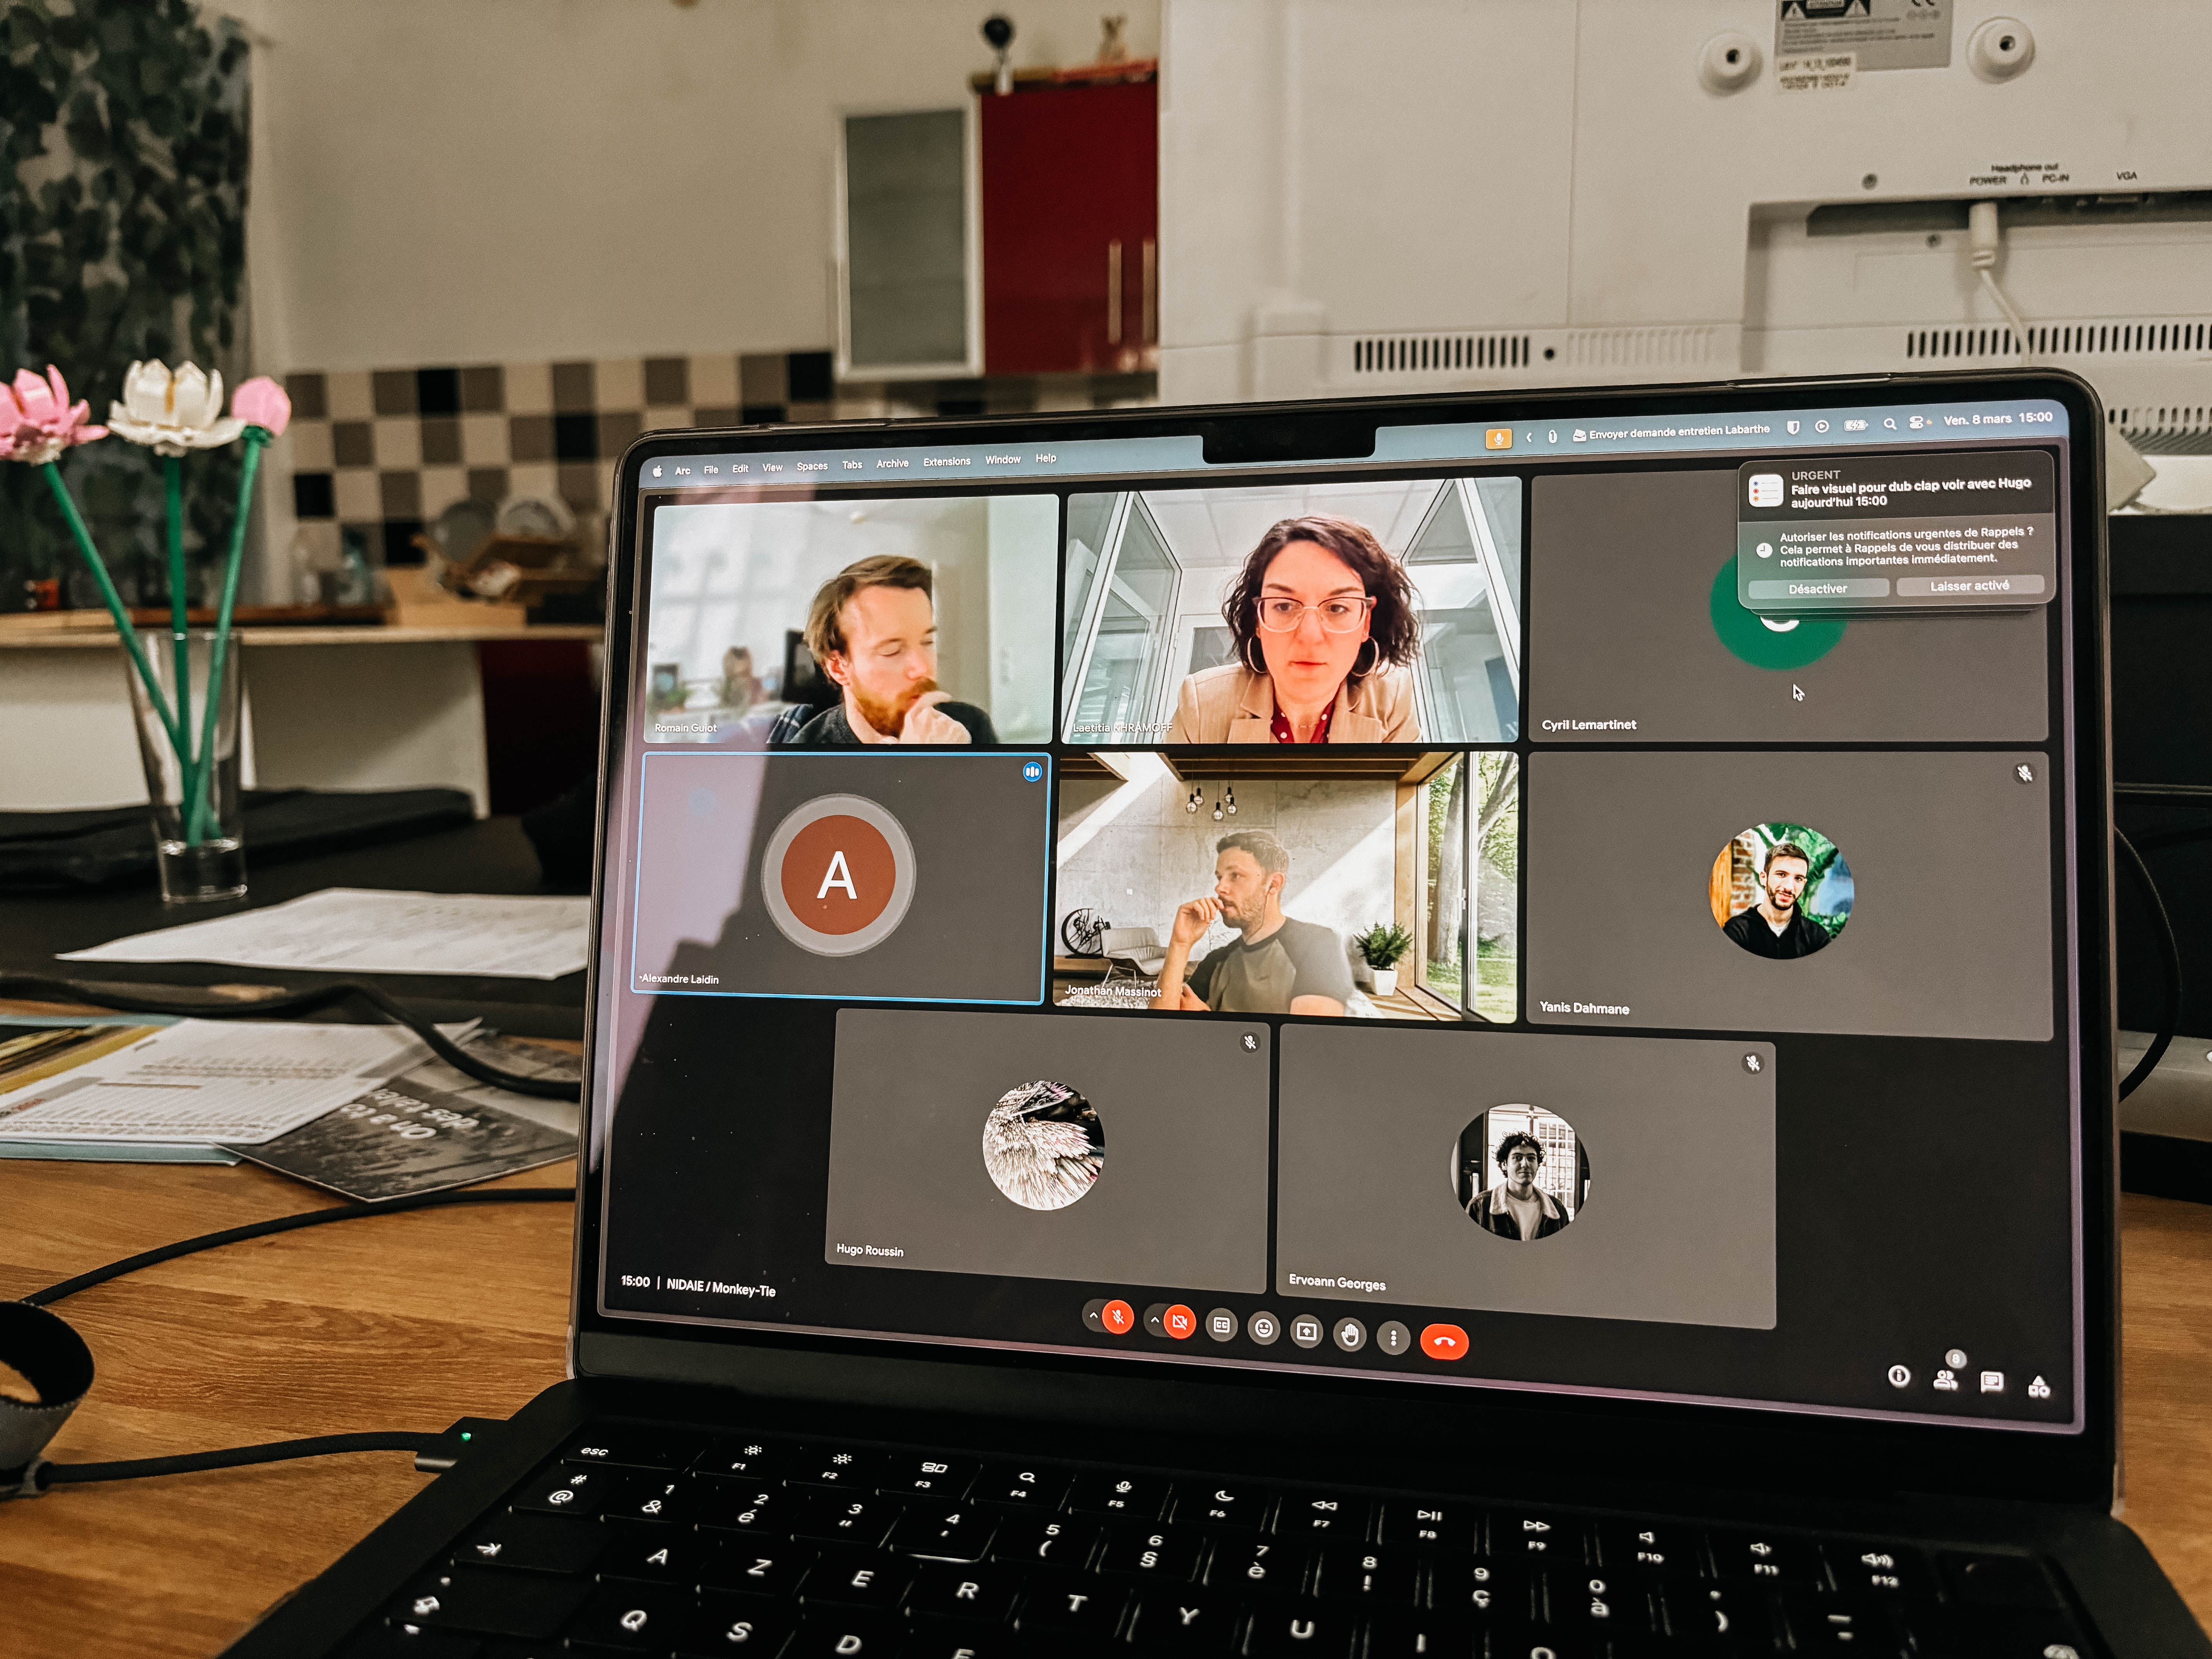 Headphone out
POWER PC-IN VGA
Arc File Edit View Spaces Tabs Archive Extensions Window Help
Envoyer demande entretien Labarthe
Ven. 8 mars 15:00
URGENT
Faire visuel pour dub clap voir avec Hugo
aujourd'hui 15:00
Autoriser les notifications urgentes de Rappels ?
Cela permet à Rappels de vous distribuer des
notifications importantes immédiatement.
Désactiver Laisser activé
Romain Guiot
Laetitia KHRAMOFF
Cyril Lemartinet
A
Alexandre Laidin
Jonathan Massinot
Yanis Dahmane
Hugo Roussin
Ervoann Georges
15:00 | NIDAIE / Monkey-Tie
CC
8
On a to
des tele
esc F1 F2 F3 F4 F5 F6 F7 F8 F9 F10 F11 F12
# 1 2 3 4 5 6 7 8 9 0
@ & é " ' ( § è ! ç à ) -
A Z E R T Y U I O
Q S D F